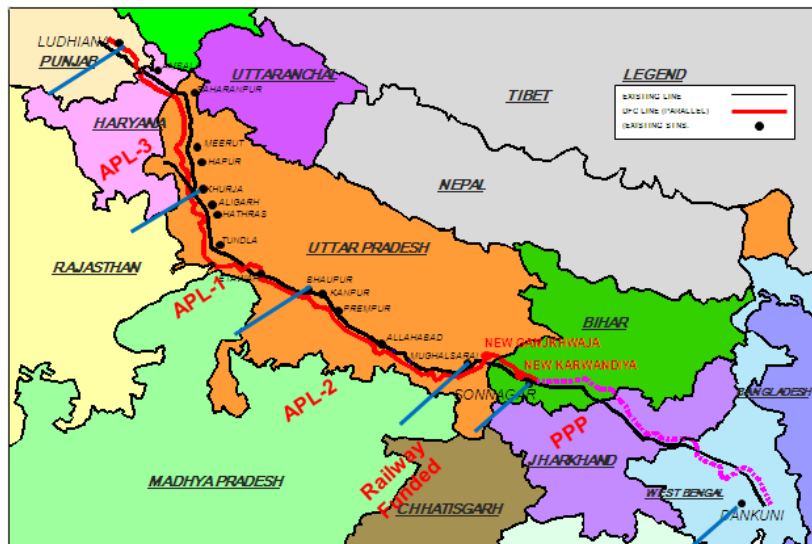 LUDHIANA
PUNJAB
UTTARANCHAL
LEGEND
TIBET
EXISTING LINE
DFC LINE (PARALLEL)
(EXISTING STNS.
SAHARANPUR
HARYANA
MEERUT
HAPUR
APL-3
NEPAL
KHURJA
ALIGARH
HATHRAS
TUNDLA
UTTAR PRADESH
RAJASTHAN
APL-1
BHAUPUR
KANPUR
PREMPUR
BIHAR
ALLAHABAD
NEW GANJKHWAJA
MUGHALSARAI
NEW KARWANDIYA
SONNAGAR
BANGLADESH
APL-2
PPP
JHARKHAND
Railway
Funded
MADHYA PRADESH
WEST BENGAL
CHHATISGARH
DANKUNI